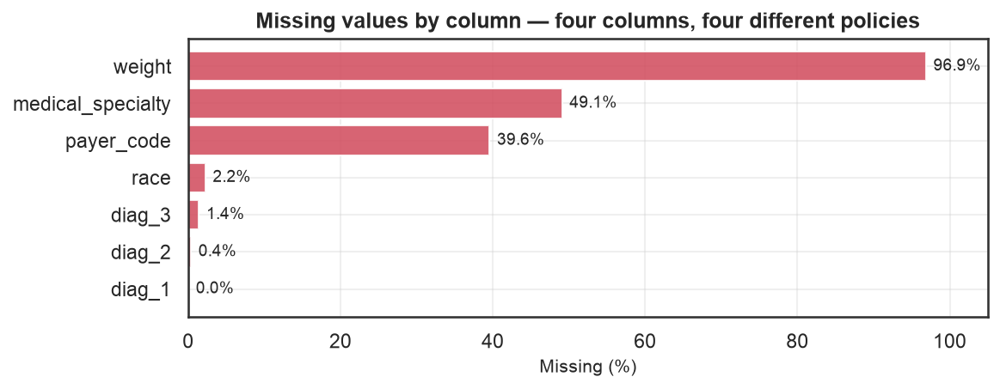 Missing values by column — four columns, four different policies
weight 96.9%
medical_specialty 49.1%
payer_code 39.6%
race 2.2%
diag_3 1.4%
diag_2 0.4%
diag_1 0.0%
0 20 40 60 80 100
Missing (%)